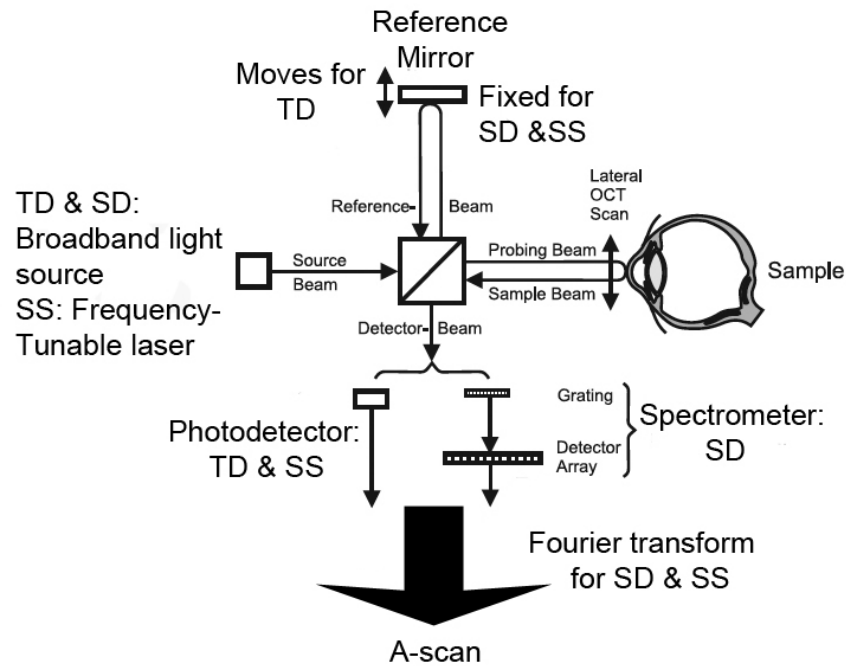 Reference
Mirror
Moves for
TD
Fixed for
SD &SS
Reference-
Beam
Lateral
OCT
Scan
TD & SD:
Broadband light
source
SS: Frequency-
Tunable laser
Source
Beam
Probing Beam
Sample Beam
Sample
Detector-
Beam
Photodetector:
TD & SS
Grating
Detector
Array
Spectrometer:
SD
Fourier transform
for SD & SS
A-scan